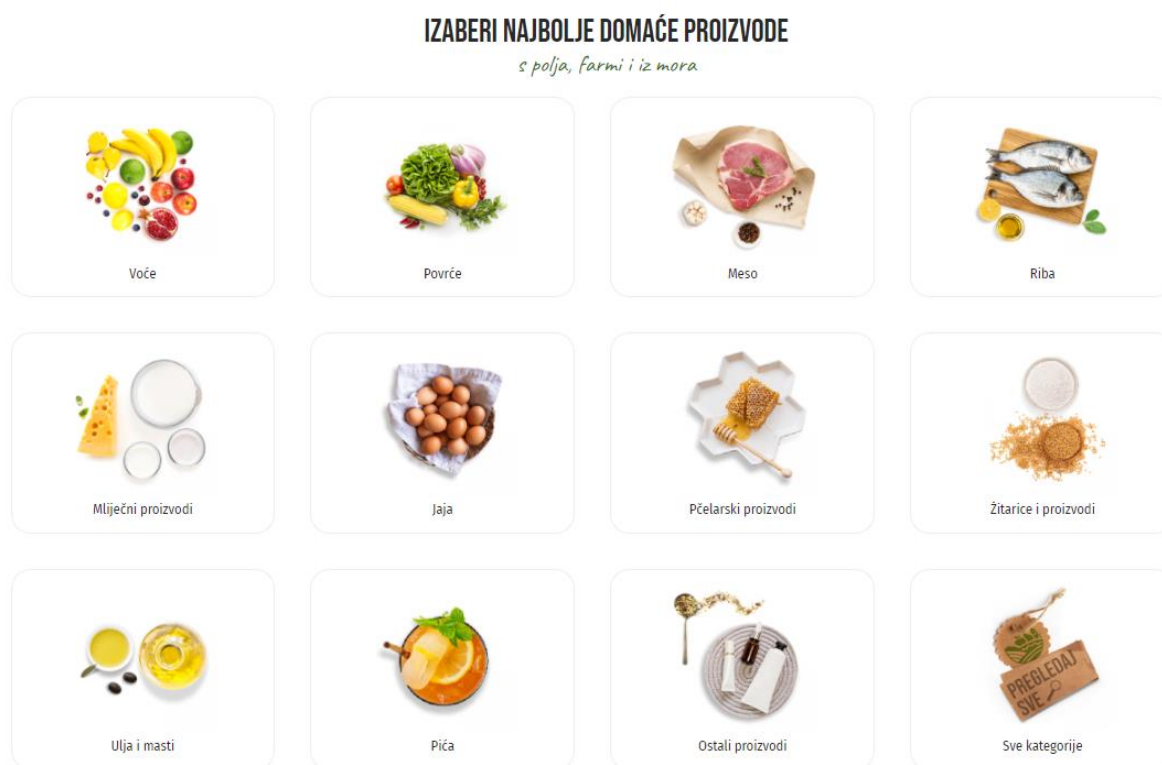 IZABERI NAJBOLJE DOMAĆE PROIZVODE
s polja, farmi i iz mora
Voće
Povrće
Meso
Riba
Mliječni proizvodi
Jaja
Pčelarski proizvodi
Žitarice i proizvodi
PREGLEDAJ
SVE
Ulja i masti
Pića
Ostali proizvodi
Sve kategorije